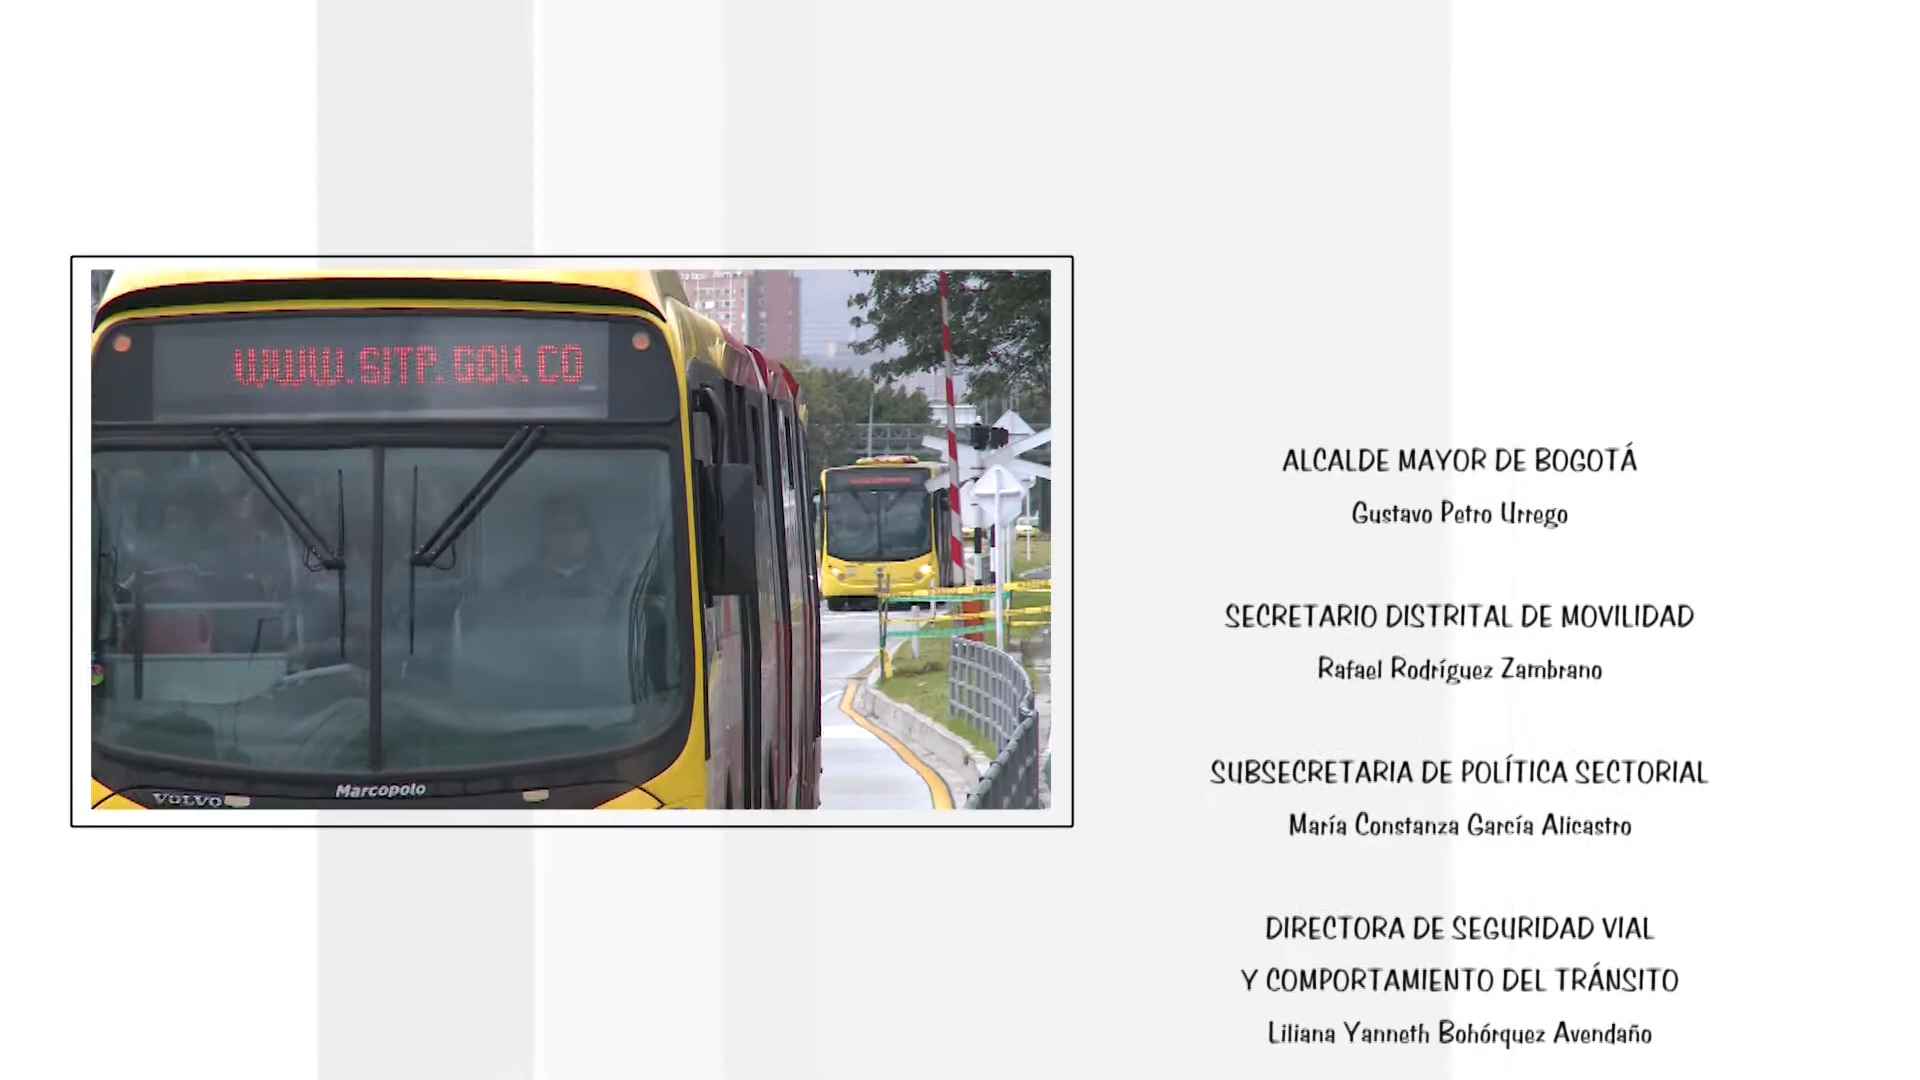 WWW.SITP.GOV.CO
VOLVO
Marcopolo
ALCALDE MAYOR DE BOGOTÁ
Gustavo Petro Urrego
SECRETARIO DISTRITAL DE MOVILIDAD
Rafael Rodríguez Zambrano
SUBSECRETARIA DE POLÍTICA SECTORIAL
María Constanza García Alicastro
DIRECTORA DE SEGURIDAD VIAL
Y COMPORTAMIENTO DEL TRÁNSITO
Liliana Yanneth Bohórquez Avendaño